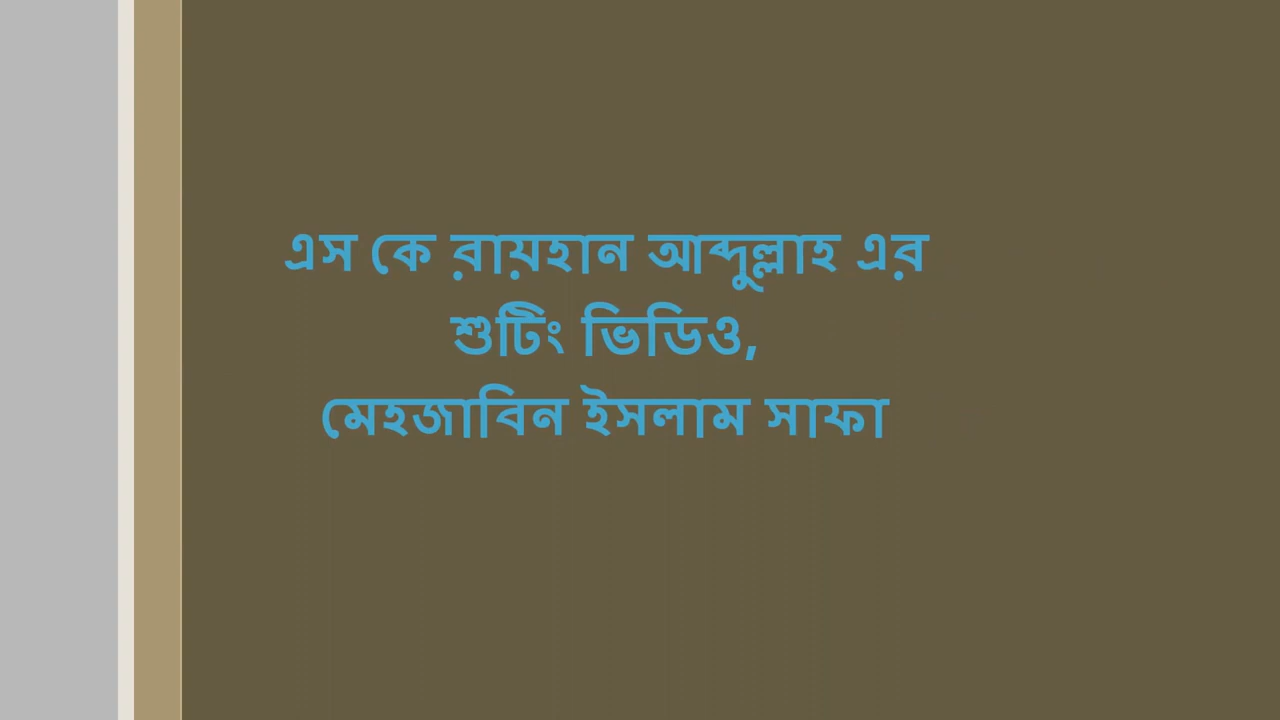 এস কে রায়হান আব্দুল্লাহ এর
শুটিং ভিডিও,
মেহজাবিন ইসলাম সাফা